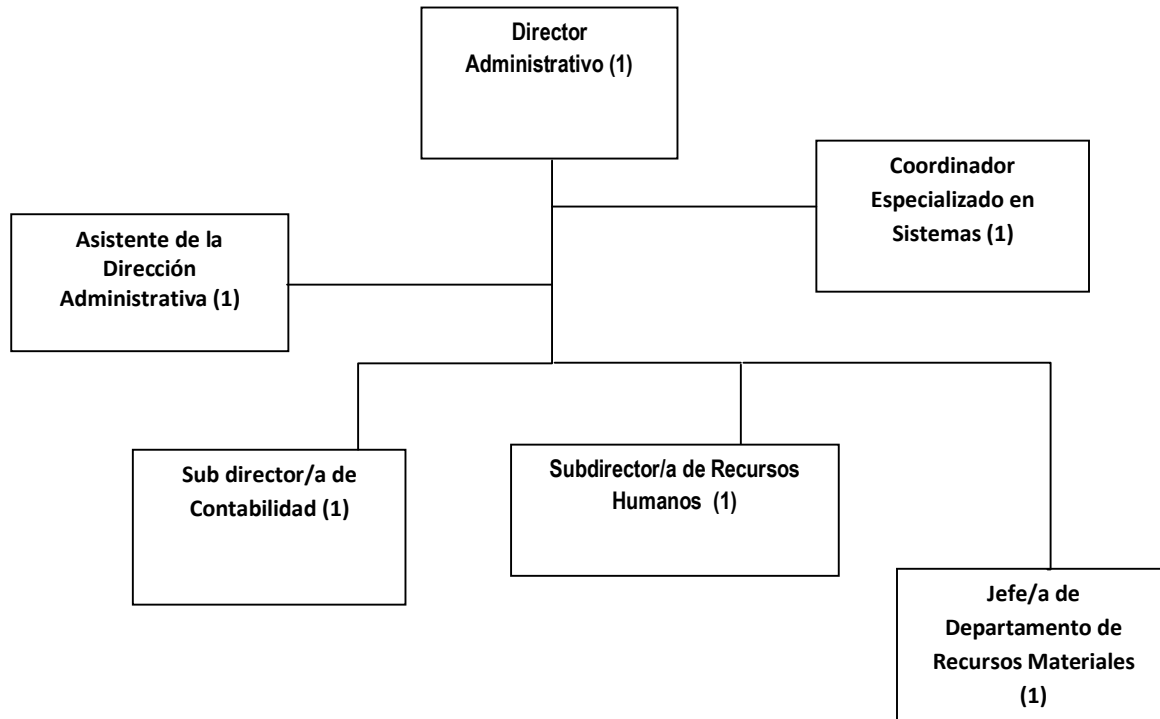 Director
Administrativo (1)
Coordinador
Especializado en
Sistemas (1)
Asistente de la
Dirección
Administrativa (1)
Sub director/a de
Contabilidad (1)
Subdirector/a de Recursos
Humanos (1)
Jefe/a de
Departamento de
Recursos Materiales
(1)